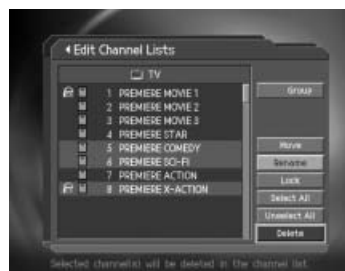 Edit Channel Lists
TV
1 PREMIERE MOVIE 1
2 PREMIERE MOVIE 2
3 PREMIERE MOVIE 3
4 PREMIERE STAR
5 PREMIERE COMEDY
6 PREMIERE SCI-FI
7 PREMIERE ACTION
8 PREMIERE X-ACTION
Group
Move
Rename
Lock
Select All
Unselect All
Delete
Selected channel(s) will be deleted in the channel list.